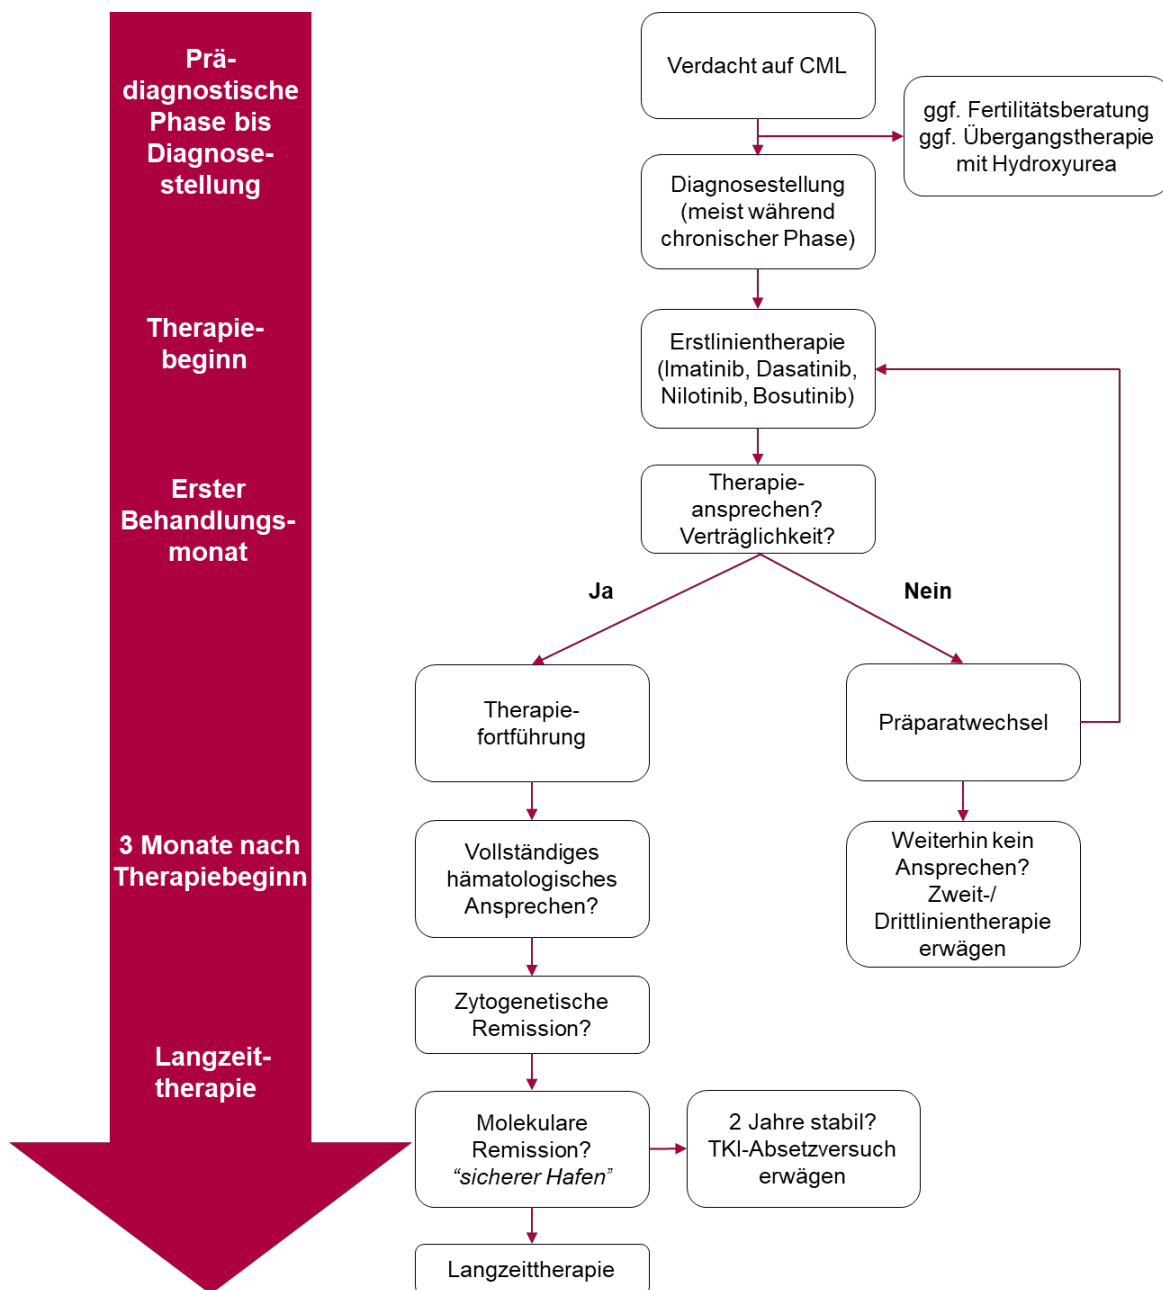 Prä-
diagnostische
Phase bis
Diagnose-
stellung
Verdacht auf CML
ggf. Fertilitätsberatung
ggf. Übergangstherapie
mit Hydroxyurea
Diagnosestellung
(meist während
chronischer Phase)
Therapie-
beginn
Erstlinientherapie
(Imatinib, Dasatinib,
Nilotinib, Bosutinib)
Erster
Behandlungs-
monat
Therapie-
ansprechen?
Verträglichkeit?
Ja
Nein
Therapie-
fortführung
Präparatwechsel
3 Monate nach
Therapiebeginn
Vollständiges
hämatologisches
Ansprechen?
Weiterhin kein
Ansprechen?
Zweit-/
Drittlinientherapie
erwägen
Zytogenetische
Remission?
Langzeit-
therapie
Molekulare
Remission?
“sicherer Hafen”
2 Jahre stabil?
TKI-Absetzversuch
erwägen
Langzeittherapie